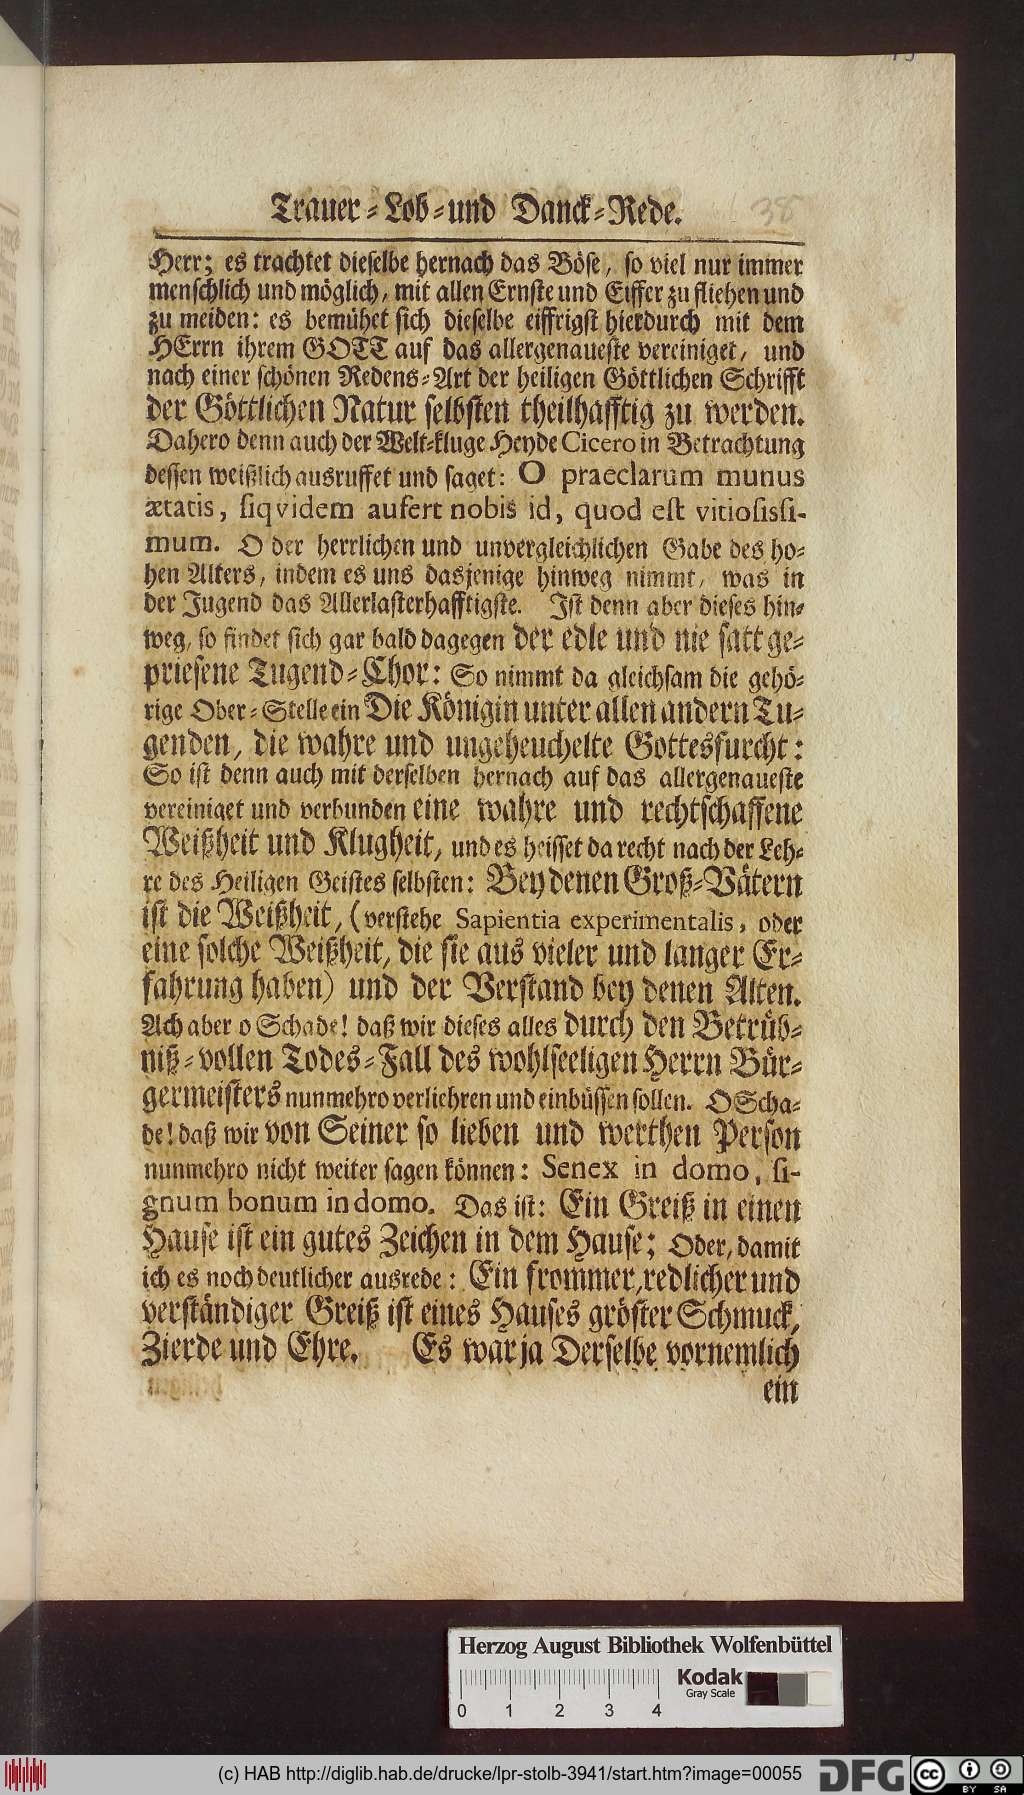 Trauer-Lob-und Danck-Rede.
38
Herr; es trachtet dieselbe hernach das Böse, so viel nur immer
menschlich und möglich, mit allen Ernste und Eiffer zu fliehen und
zu meiden: es bemühet sich dieselbe eiffrigst hierdurch mit dem
HErrn ihrem GOTT auf das allergenaueste vereiniget, und
nach einer schönen Redens-Art der heiligen Göttlichen Schrifft
der Göttlichen Natur selbsten theilhafftig zu werden.
Dahero denn auch der Welt-kluge Heyde Cicero in Betrachtung
dessen weißlich ausruffet und saget: O praeclarum munus
ætatis, siqvidem aufert nobis id, quod est vitiosissi-
mum. O der herrlichen und unvergleichlichen Gabe des ho-
hen Alters, indem es uns dasjenige hinweg nimmt, was in
der Jugend das Allerlasterhafftigste. Ist denn aber dieses hin-
weg, so findet sich gar bald dagegen der edle und nie satt ge-
priesene Tugend-Chor: So nimmt da gleichsam die gehö-
rige Ober-Stelle ein Die Königin unter allen andern Tu-
genden, die wahre und ungeheuchelte Gottesfurcht:
So ist denn auch mit derselben hernach auf das allergenaueste
vereiniget und verbunden eine wahre und rechtschaffene
Weißheit und Klugheit, und es heisset da recht nach der Leh-
re des Heiligen Geistes selbsten: Bey denen Groß-Vätern
ist die Weißheit, (verstehe Sapientia experimentalis, oder
eine solche Weißheit, die sie aus vieler und langer Er-
fahrung haben) und der Verstand bey denen Alten.
Ach aber o Schade! daß wir dieses alles durch den Betrüb-
niß-vollen Todes-Fall des wohlseeligen Herrn Bür-
germeisters nunmehro verliehren und einbüssen sollen. O Scha-
de! daß wir von Seiner so lieben und werthen Person
nunmehro nicht weiter sagen können: Senex in domo, si-
gnum bonum in domo. Das ist: Ein Greiß in einen
Hause ist ein gutes Zeichen in dem Hause; Oder, damit
ich es noch deutlicher ausrede: Ein frommer, redlicher und
verständiger Greiß ist eines Hauses gröster Schmuck,
Zierde und Ehre. Es war ja Derselbe vornemlich
ein
Herzog August Bibliothek Wolfenbüttel
Kodak
Gray Scale
0 1 2 3 4
(c) HAB http://diglib.hab.de/drucke/lpr-stolb-3941/start.htm?image=00055
DFG
cc BY SA